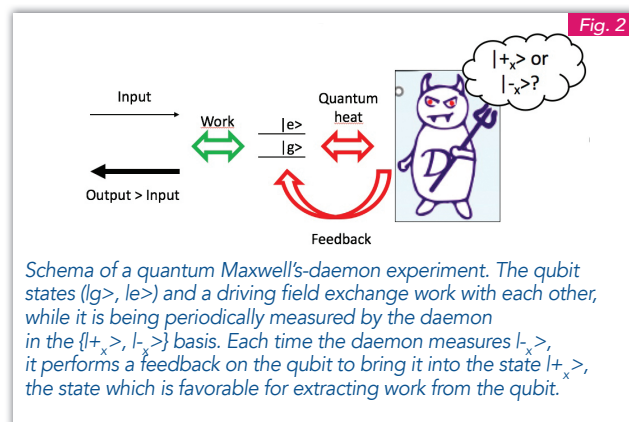 Fig. 2
|+ₓ> or
|-ₓ>?
Input
Work
|e>
|g>
Quantum
heat
D
Output > Input
Feedback
Schema of a quantum Maxwell's-daemon experiment. The qubit
states (lg>, le>) and a driving field exchange work with each other,
while it is being periodically measured by the daemon
in the {l+ₓ>, l-ₓ>} basis. Each time the daemon measures l-ₓ>,
it performs a feedback on the qubit to bring it into the state l+ₓ>,
the state which is favorable for extracting work from the qubit.